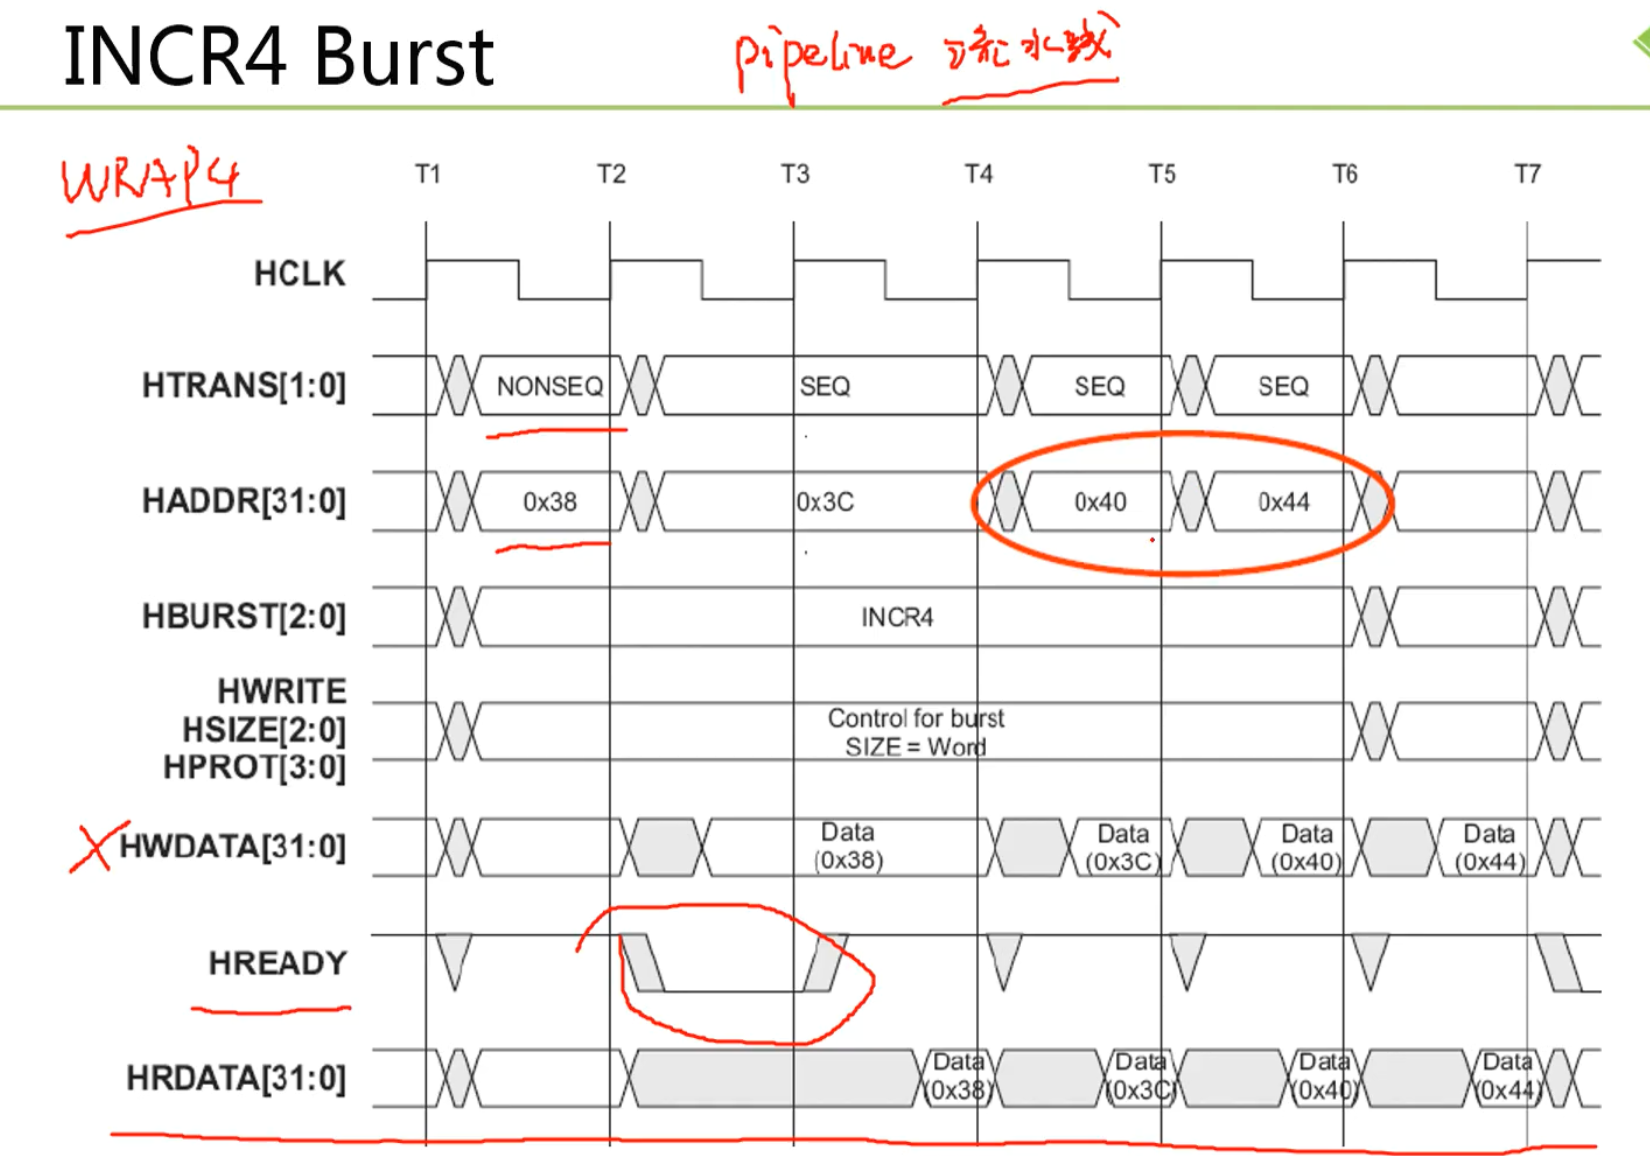 INCR4 Burst
pipeline 流水线
WRAP4
T1 T2 T3 T4 T5 T6 T7
HCLK
HTRANS[1:0] NONSEQ SEQ SEQ SEQ
HADDR[31:0] 0x38 0x3C 0x40 0x44
HBURST[2:0] INCR4
HWRITE
HSIZE[2:0]
HPROT[3:0]
Control for burst
SIZE = Word
HWDATA[31:0]
Data (0x38)
Data (0x3C)
Data (0x40)
Data (0x44)
HREADY
HRDATA[31:0]
Data (0x38)
Data (0x3C)
Data (0x40)
Data (0x44)